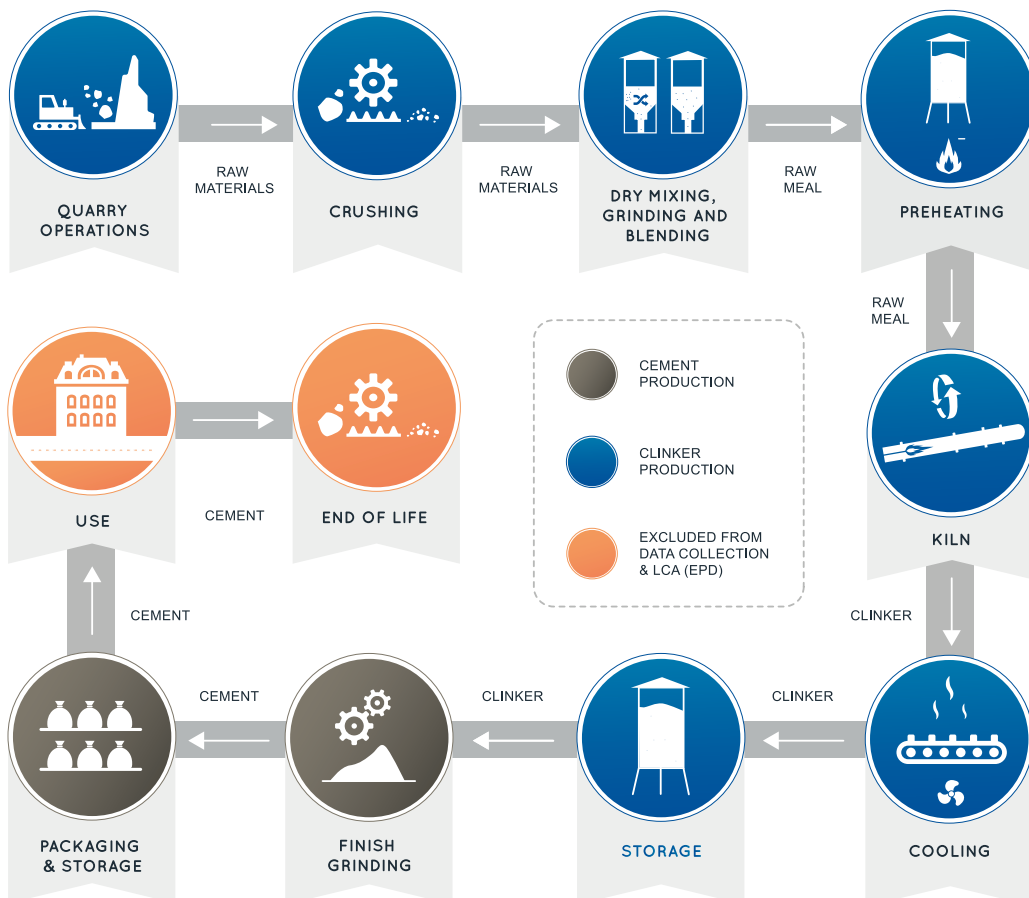 RAW
MATERIALS
RAW
MATERIALS
RAW
MEAL
QUARRY
OPERATIONS
CRUSHING
DRY MIXING,
GRINDING AND
BLENDING
PREHEATING
RAW
MEAL
CEMENT
PRODUCTION
CLINKER
PRODUCTION
EXCLUDED FROM
DATA COLLECTION
& LCA (EPD)
USE
CEMENT
END OF LIFE
KILN
CEMENT
CLINKER
CEMENT
CLINKER
CLINKER
PACKAGING
& STORAGE
FINISH
GRINDING
STORAGE
COOLING